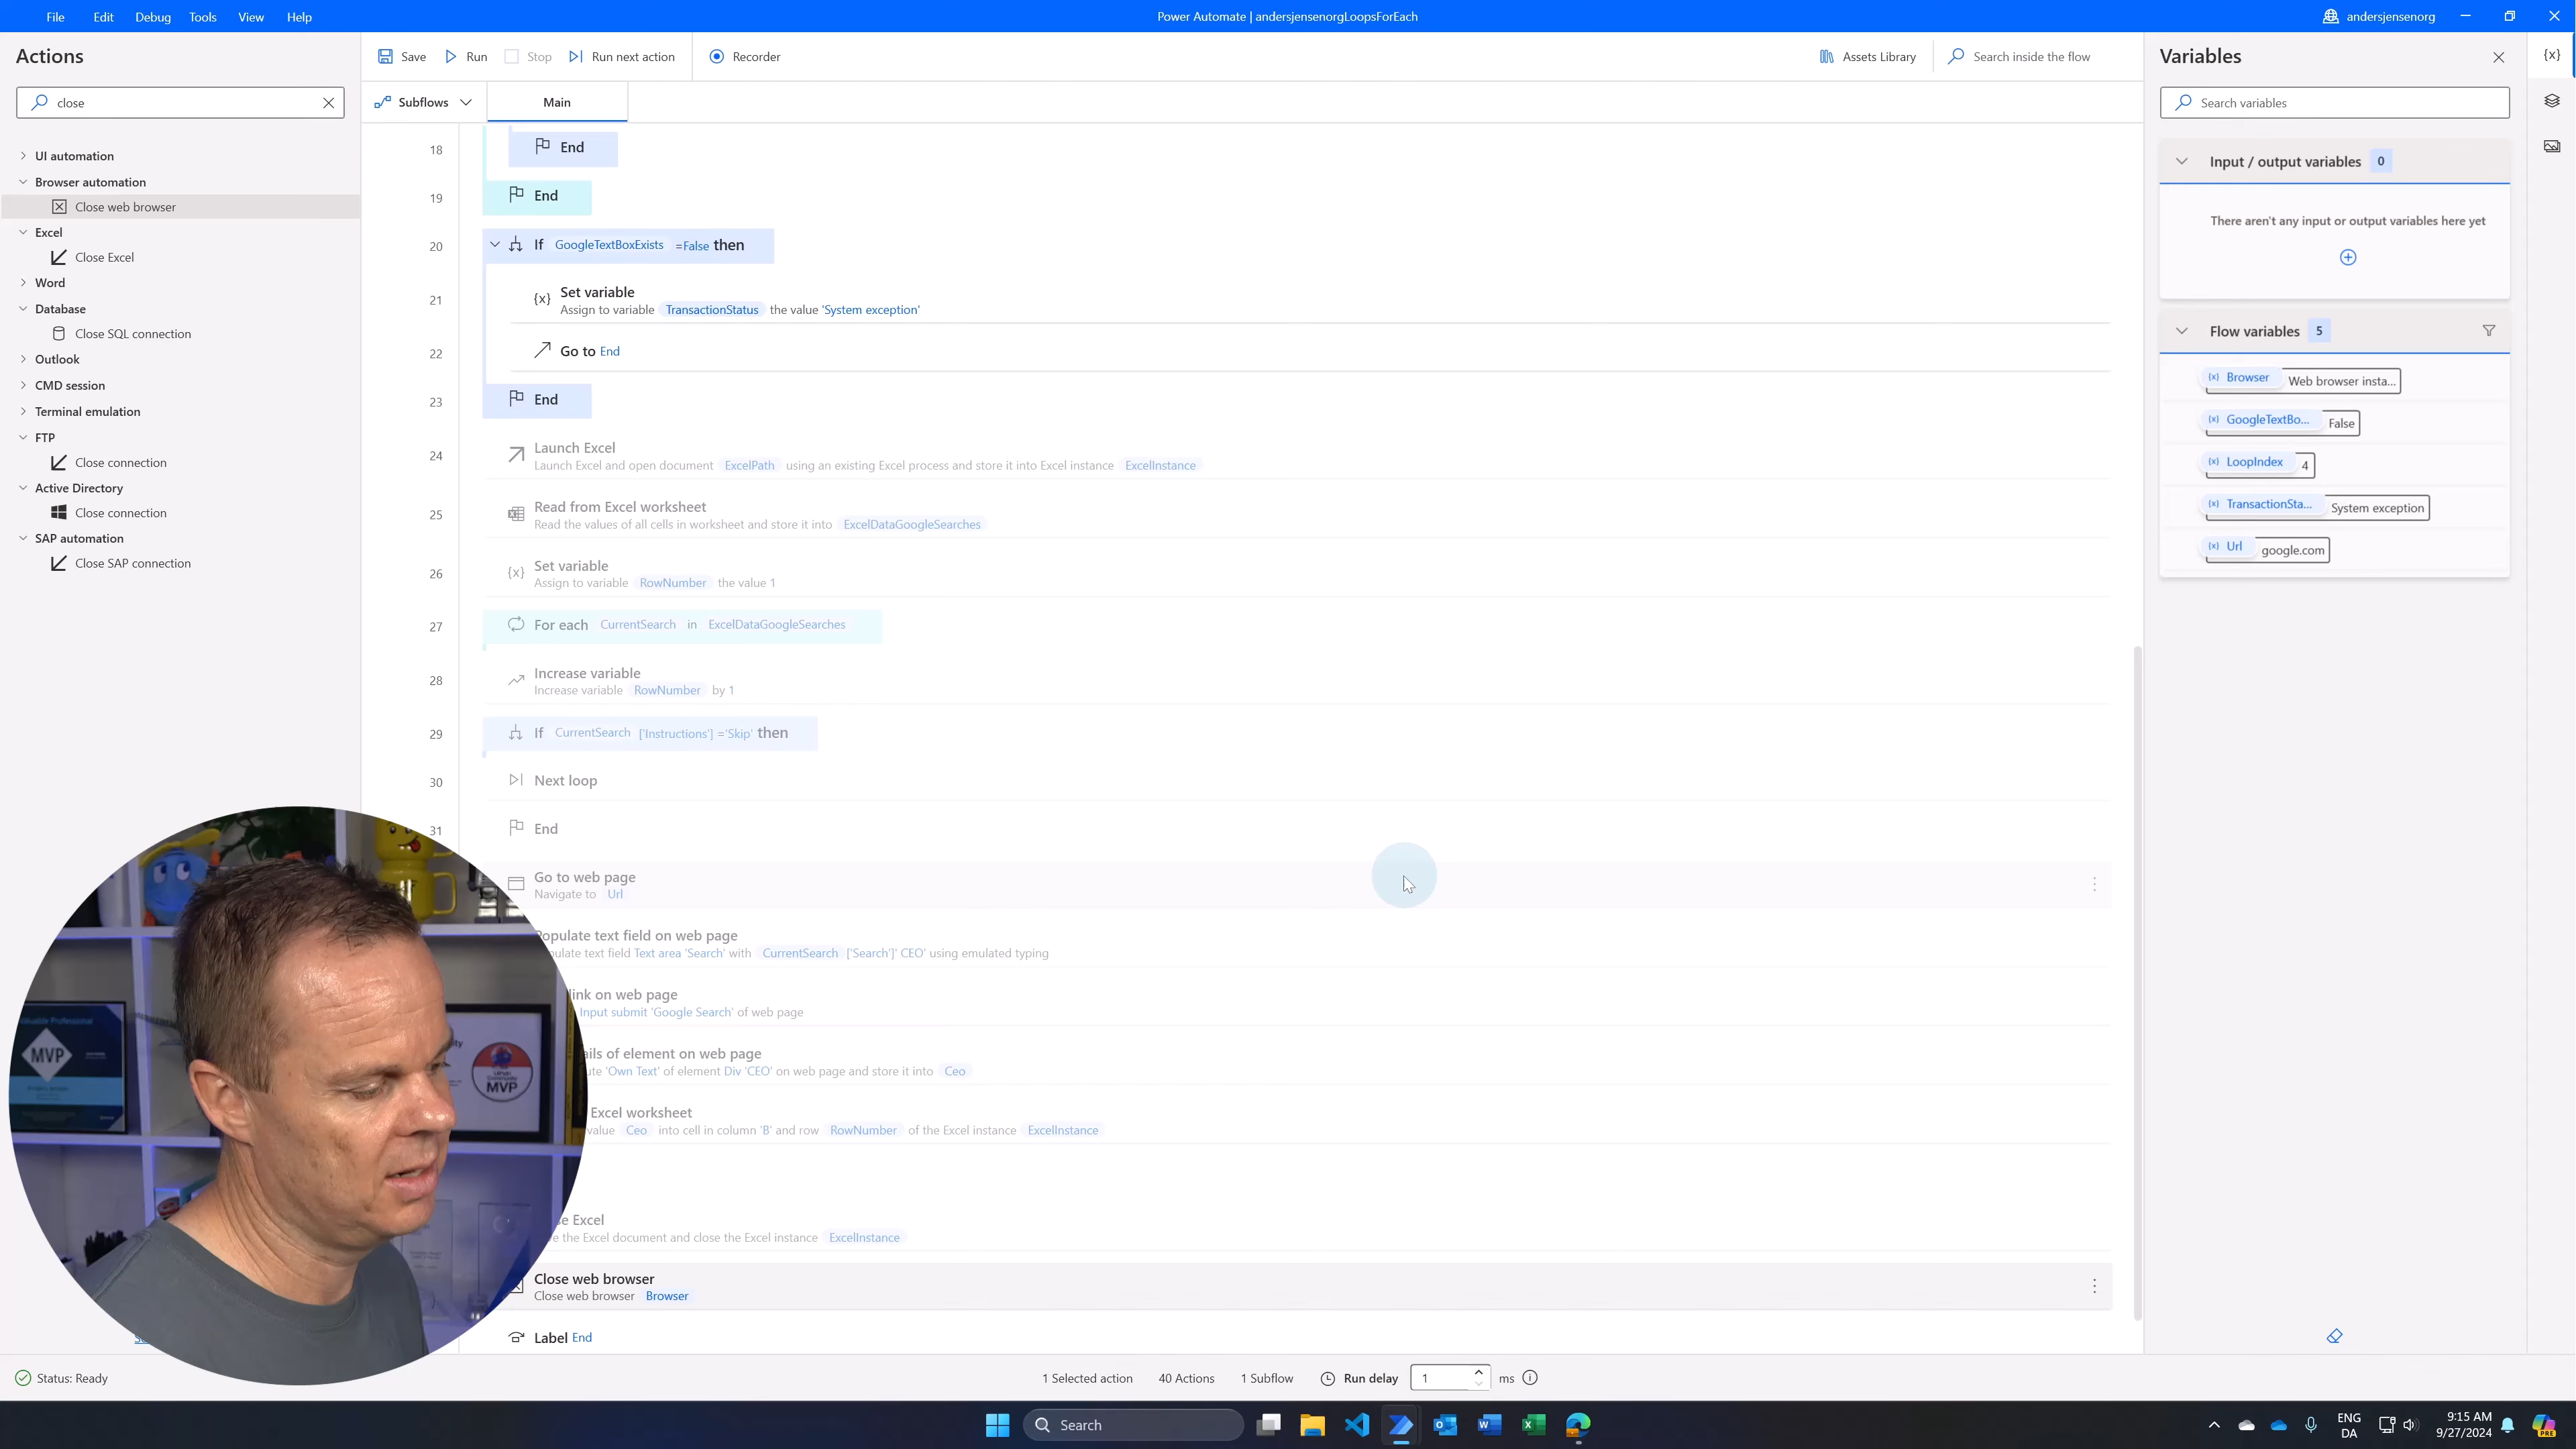 File Edit Debug Tools View Help
Power Automate | andersjensenorgLoopsForEach
andersjensenorg
Actions
close
UI automation
Browser automation
Close web browser
Excel
Close Excel
Word
Database
Close SQL connection
Outlook
CMD session
Terminal emulation
FTP
Close connection
Active Directory
Close connection
SAP automation
Close SAP connection
Save Run Stop Run next action Recorder
Assets Library
Search inside the flow
Subflows
Main
18 End
19 End
20 If GoogleTextBoxExists =False then
21 Set variable
Assign to variable TransactionStatus the value 'System exception'
22 Go to End
23 End
24 Launch Excel
Launch Excel and open document ExcelPath using an existing Excel process and store it into Excel instance ExcelInstance
25 Read from Excel worksheet
Read the values of all cells in worksheet and store it into ExcelDataGoogleSearches
26 Set variable
Assign to variable RowNumber the value 1
27 For each CurrentSearch in ExcelDataGoogleSearches
28 Increase variable
Increase variable RowNumber by 1
29 If CurrentSearch ['Instructions'] ='Skip' then
30 Next loop
31 End
Go to web page
Navigate to Url
Populate text field on web page
text field Text area 'Search' with CurrentSearch ['Search']' CEO' using emulated typing
link on web page
Input submit 'Google Search' of web page
of element on web page
'Own Text' of element Div 'CEO' on web page and store it into Ceo
Excel worksheet
value Ceo into cell in column 'B' and row RowNumber of the Excel instance ExcelInstance
Excel
the Excel document and close the Excel instance ExcelInstance
Close web browser
Close web browser Browser
Label End
MVP
MVP
Variables
{x}
Search variables
Input / output variables 0
There aren't any input or output variables here yet
Flow variables 5
Browser Web browser insta...
GoogleTextBo... False
LoopIndex 4
TransactionSta... System exception
Url google.com
Status: Ready
1 Selected action 40 Actions 1 Subflow Run delay 1 ms
Search
ENG
DA
9:15 AM
9/27/2024
PRE